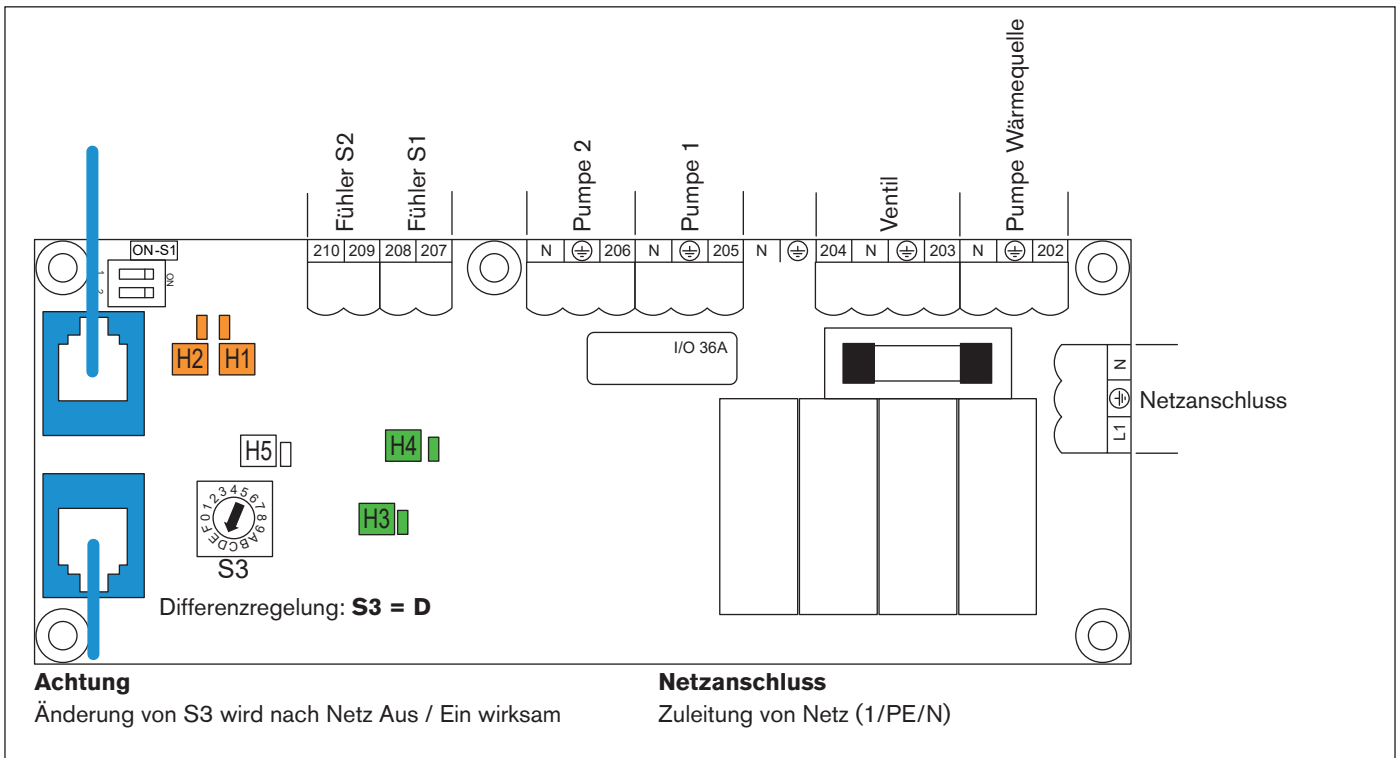 Fühler S2
Fühler S1
Pumpe 2
Pumpe 1
Ventil
Pumpe Wärmequelle
ON-S1
210 209 208 207
N 206 N 205 N 204 N 203 N 202
1
2
ON
H2 H1
I/O 36A
N
L1
Netzanschluss
H5
H4
H3
0 1 2 3 4 5 6 7 8 9 A B C D E F
S3
Differenzregelung: S3 = D
Achtung
Änderung von S3 wird nach Netz Aus / Ein wirksam
Netzanschluss
Zuleitung von Netz (1/PE/N)